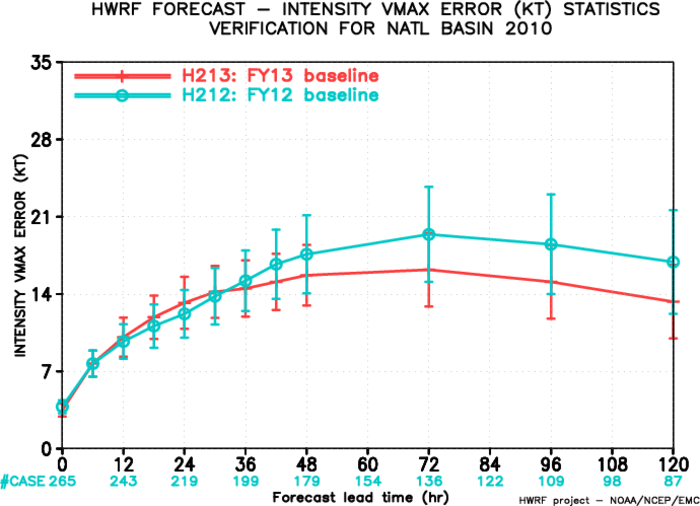 HWRF FORECAST – INTENSITY VMAX ERROR (KT) STATISTICS
VERIFICATION FOR NATL BASIN 2010
H213: FY13 baseline
H212: FY12 baseline
INTENSITY VMAX ERROR (KT)
35
28
21
14
7
0
0 12 24 36 48 60 72 84 96 108 120
#CASE 265 243 219 199 179 154 136 122 109 98 87
Forecast lead time (hr)
HWRF project – NOAA/NCEP/EMC